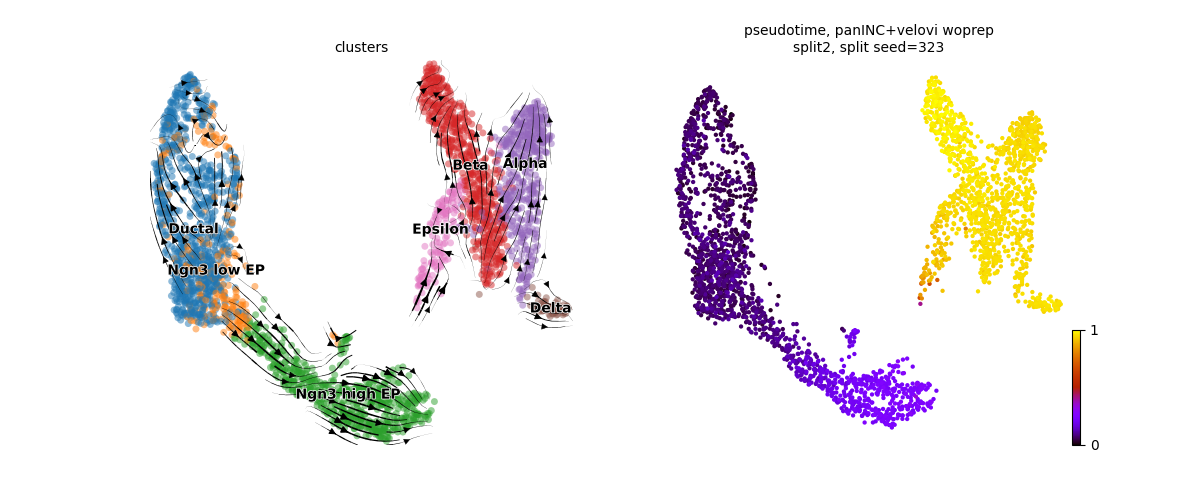 clusters
Beta
Alpha
Epsilon
Ductal
Ngn3 low EP
Delta
Ngn3 high EP
pseudotime, panINC+velovi woprep
split2, split seed=323
1
0